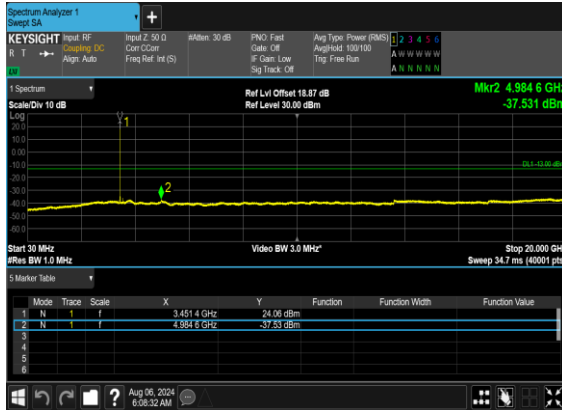 Spectrum Analyzer 1
Swept SA
+
KEYSIGHT Input: RF Input Z: 50 Ω #Atten: 30 dB PNO: Fast Avg Type: Power (RMS) 1 2 3 4 5 6
R T Coupling: DC Corr CCorr Gate: Off Avg|Hold: 100/100 A W W W W W
Align: Auto Freq Ref: Int (S) IF Gain: Low Trig: Free Run
Sig Track: Off A N N N N N
1 Spectrum Ref Lvl Offset 18.87 dB Mkr2 4.984 6 GHz
Scale/Div 10 dB Ref Level 30.00 dBm -37.531 dBm
Log
20.0
10.0
0.00
-10.0
-20.0
-30.0
-40.0
-50.0
-60.0
1
2
DL1 -13.00 dBm
Start 30 MHz Video BW 3.0 MHz* Stop 20.000 GH
#Res BW 1.0 MHz Sweep 34.7 ms (40001 pts
5 Marker Table
Mode Trace Scale X Y Function Function Width Function Value
1 N 1 f 3.451 4 GHz 24.06 dBm
2 N 1 f 4.984 6 GHz -37.53 dBm
3
4
5
6
? Aug 06, 2024
6:08:32 AM